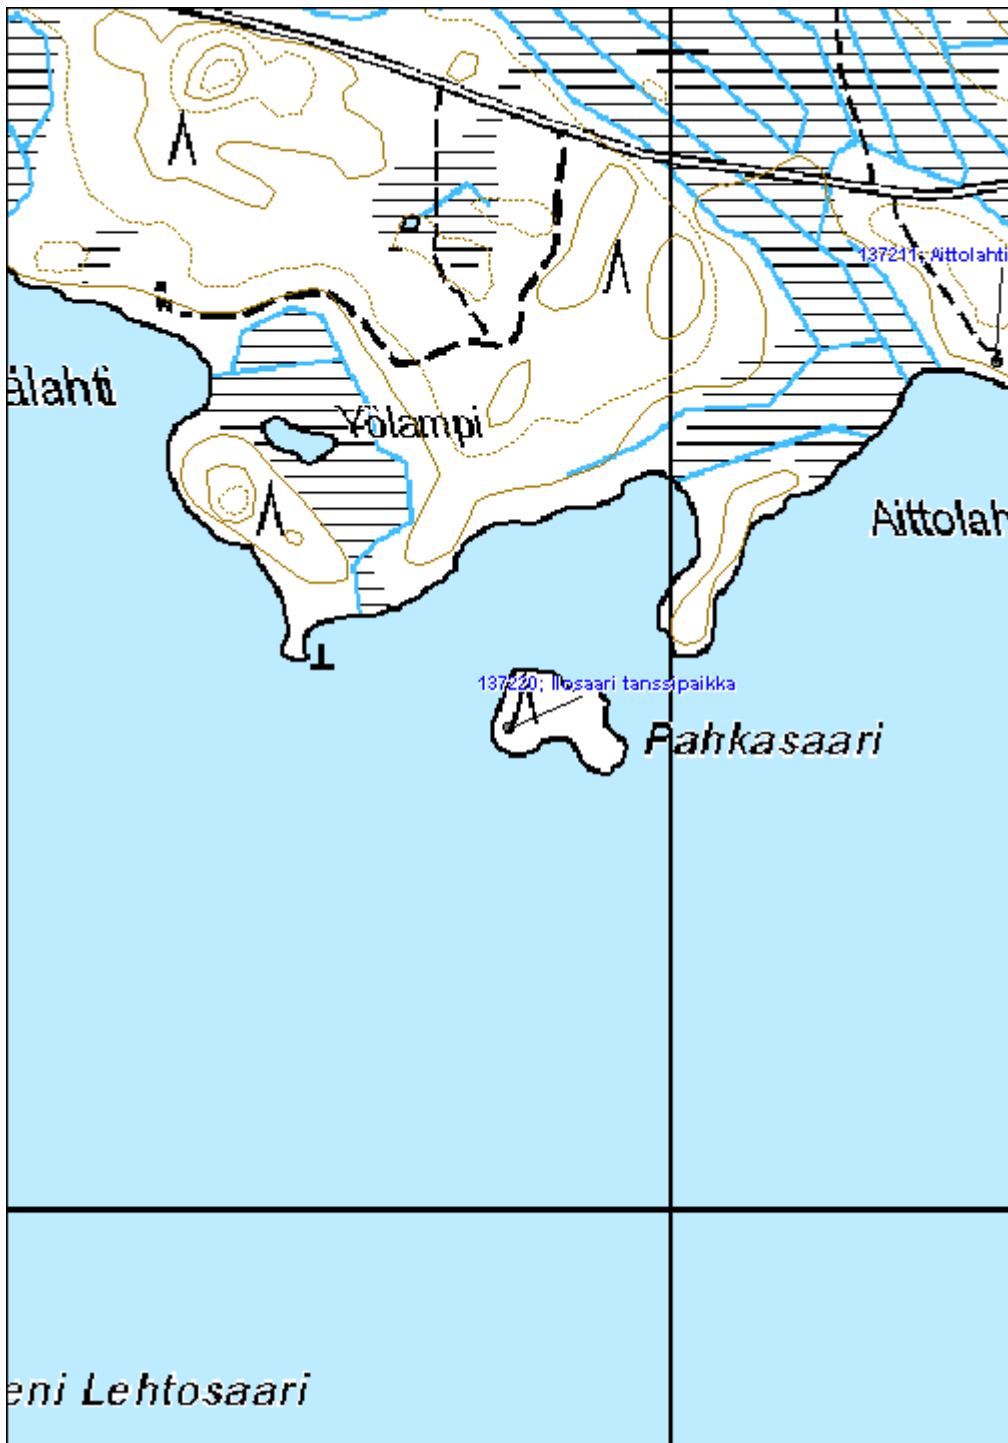 137211; Aittolahti
älahti
Yölampi
Aittolah
137220; Ilosaari tanssipaikka
Pahkasaari
eni Lehtosaari